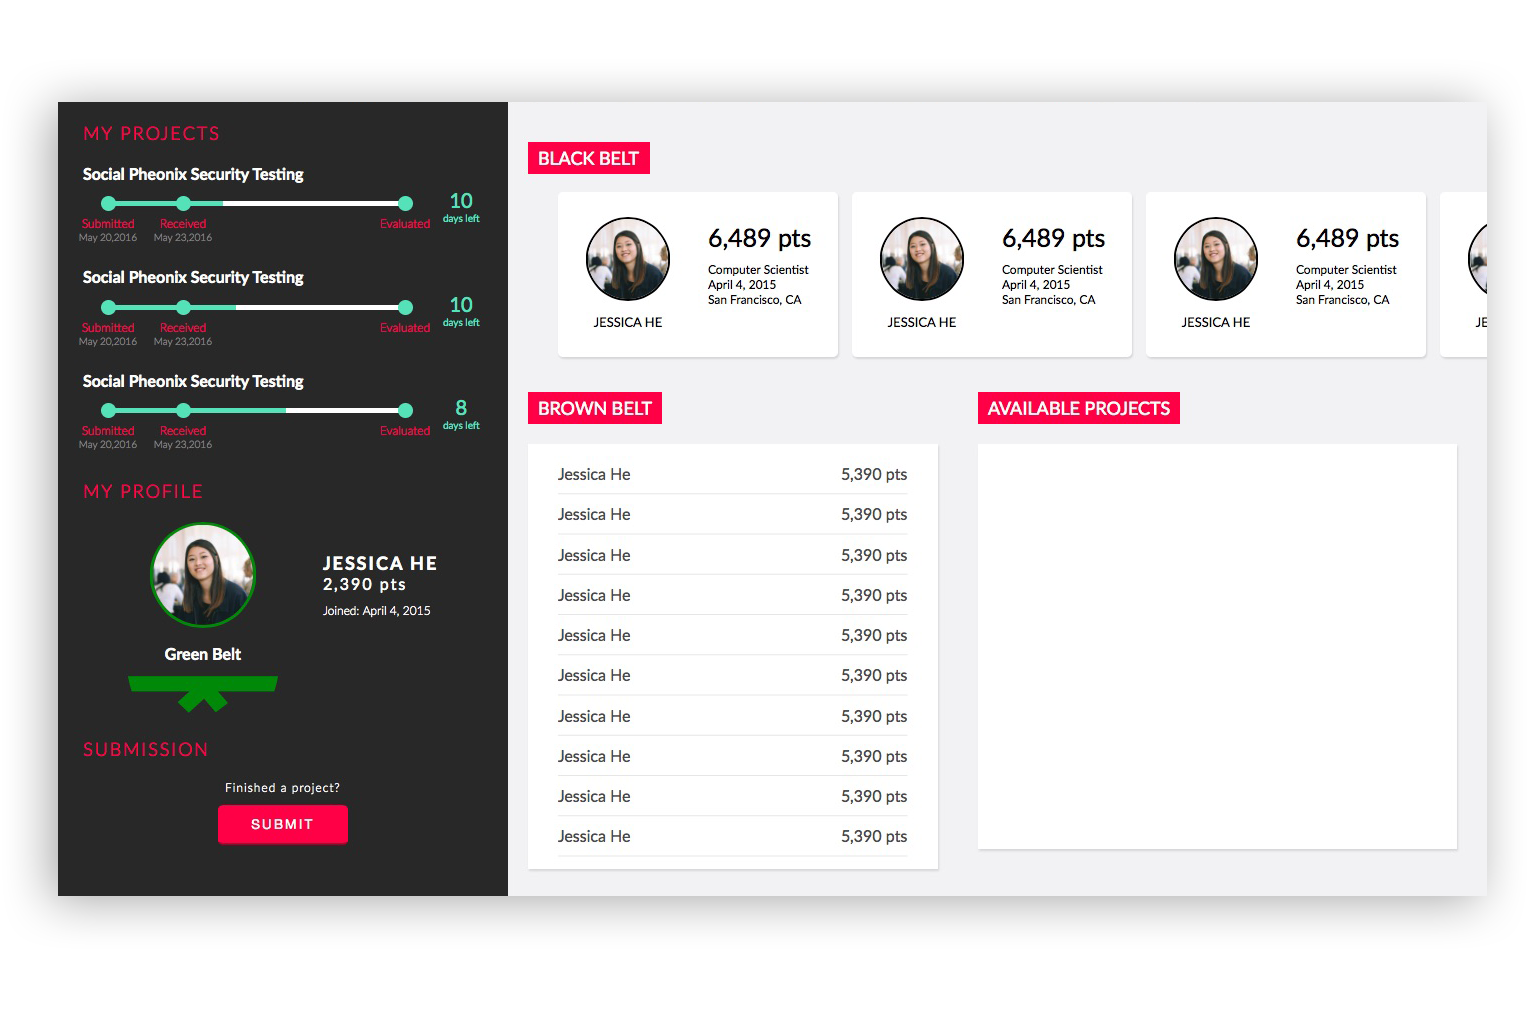 MY PROJECTS
Social Pheonix Security Testing
10
days left
Submitted
Received
Evaluated
May 20,2016
May 23,2016
Social Pheonix Security Testing
10
days left
Submitted
Received
Evaluated
May 20,2016
May 23,2016
Social Pheonix Security Testing
8
days left
Submitted
Received
Evaluated
May 20,2016
May 23,2016
MY PROFILE
JESSICA HE
2,390 pts
Joined: April 4, 2015
Green Belt
SUBMISSION
Finished a project?
SUBMIT
BLACK BELT
6,489 pts
Computer Scientist
April 4, 2015
San Francisco, CA
JESSICA HE
6,489 pts
Computer Scientist
April 4, 2015
San Francisco, CA
JESSICA HE
6,489 pts
Computer Scientist
April 4, 2015
San Francisco, CA
JESSICA HE
JE
BROWN BELT
Jessica He 5,390 pts
Jessica He 5,390 pts
Jessica He 5,390 pts
Jessica He 5,390 pts
Jessica He 5,390 pts
Jessica He 5,390 pts
Jessica He 5,390 pts
Jessica He 5,390 pts
Jessica He 5,390 pts
Jessica He 5,390 pts
AVAILABLE PROJECTS